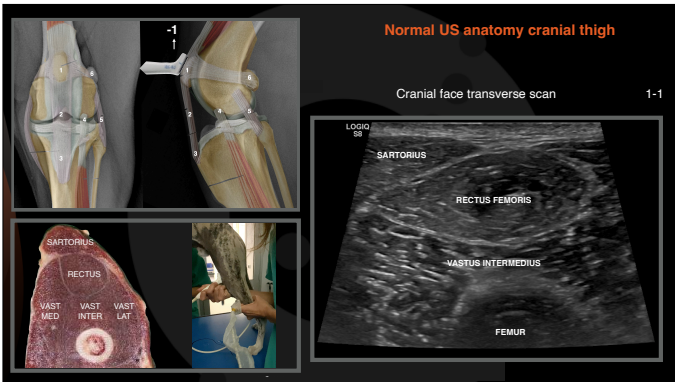 Normal US anatomy cranial thigh
-1
1
6
2
4
5
3
1
6
2
4
5
3
Cranial face transverse scan 1-1
LOGIQ
S8
SARTORIUS
RECTUS FEMORIS
VASTUS INTERMEDIUS
FEMUR
SARTORIUS
RECTUS
VAST VAST VAST
MED INTER LAT